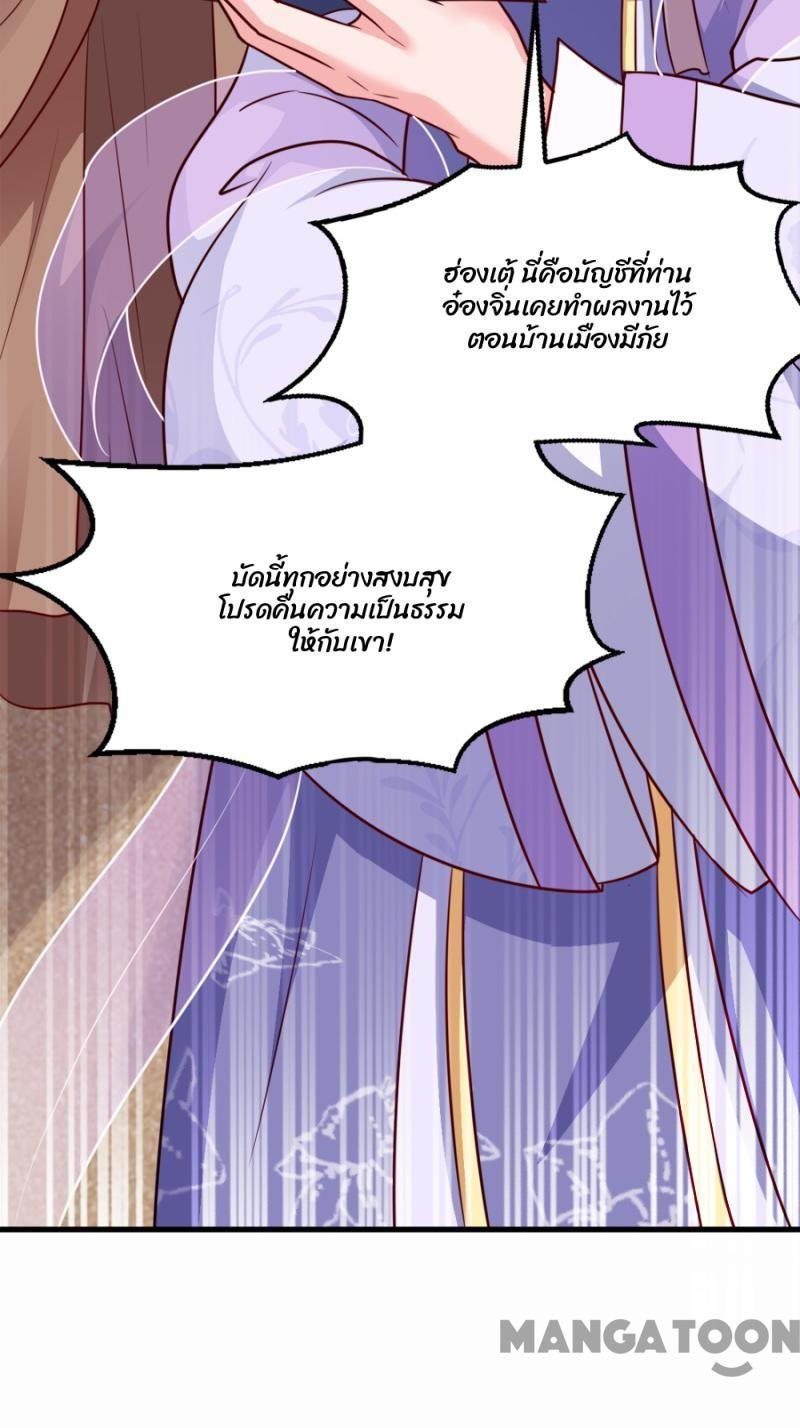 ฮ่องเต้ นี่คือบัญชีที่ท่าน
อ๋องจิ่นเคยทำผลงานไว้
ตอนบ้านเมืองมีภัย
บัดนี้ทุกอย่างสงบสุข
โปรดคืนความเป็นธรรม
ให้กับเขา!
MANGATOON